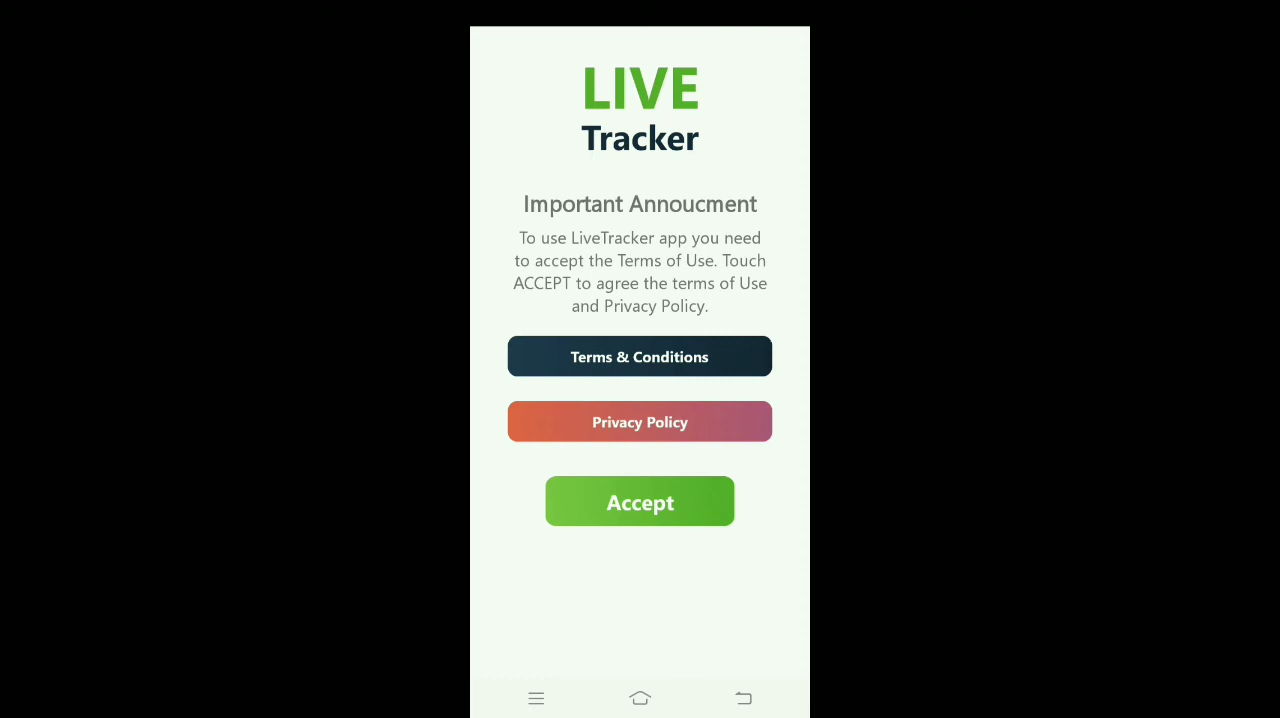 LIVE
Tracker
Important Annoucment
To use LiveTracker app you need
to accept the Terms of Use. Touch
ACCEPT to agree the terms of Use
and Privacy Policy.
Terms & Conditions
Privacy Policy
Accept